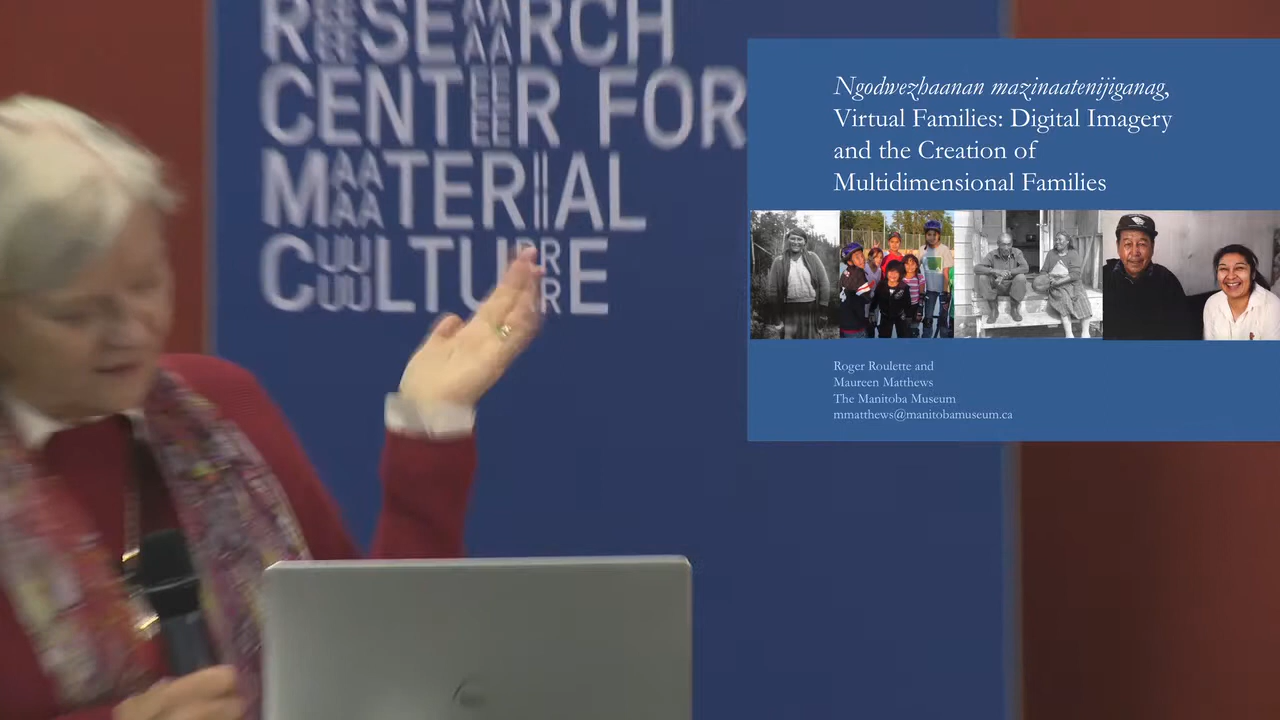 RESEARCH
CENTER FOR
MATERIAL
CULTURE
Ngodwezhaanan mazinaatenijiganag,
Virtual Families: Digital Imagery
and the Creation of
Multidimensional Families
Roger Roulette and
Maureen Matthews
The Manitoba Museum
mmatthews@manitobamuseum.ca